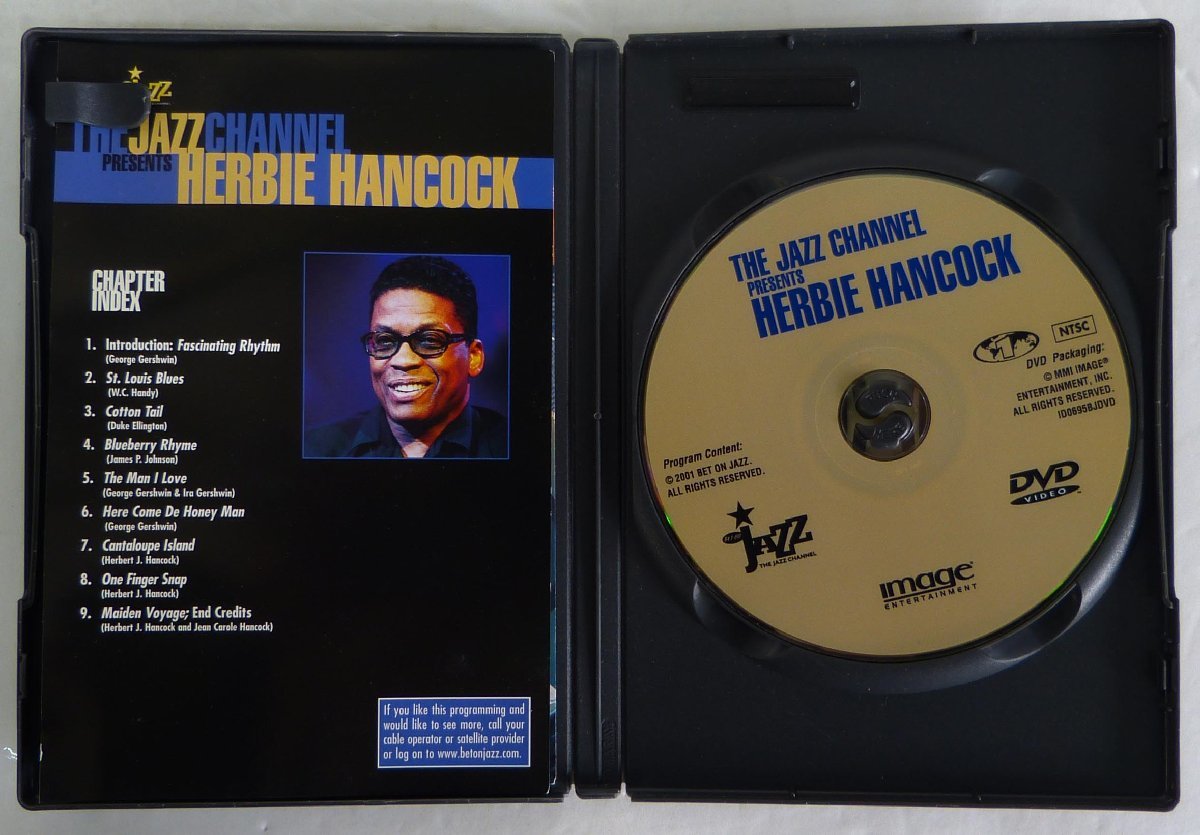 JAZZ
THE JAZZ CHANNEL
PRESENTS HERBIE HANCOCK
CHAPTER
INDEX
1. Introduction: Fascinating Rhythm
(George Gershwin)
2. St. Louis Blues
(W.C. Handy)
3. Cotton Tail
(Duke Ellington)
4. Blueberry Rhyme
(James P. Johnson)
5. The Man I Love
(George Gershwin & Ira Gershwin)
6. Here Come De Honey Man
(George Gershwin)
7. Cantaloupe Island
(Herbert J. Hancock)
8. One Finger Snap
(Herbert J. Hancock)
9. Maiden Voyage; End Credits
(Herbert J. Hancock and Jean Carole Hancock)
If you like this programming and
would like to see more, call your
cable operator or satellite provider
or log on to www.betonjazz.com.
THE JAZZ CHANNEL
PRESENTS
HERBIE HANCOCK
1
NTSC
DVD Packaging:
© MMI IMAGE®
ENTERTAINMENT, INC.
ALL RIGHTS RESERVED.
ID0695BJDVD
Program Content:
© 2001 BET ON JAZZ.
ALL RIGHTS RESERVED.
DVD
VIDEO™
JAZZ
THE JAZZ CHANNEL
image®
ENTERTAINMENT